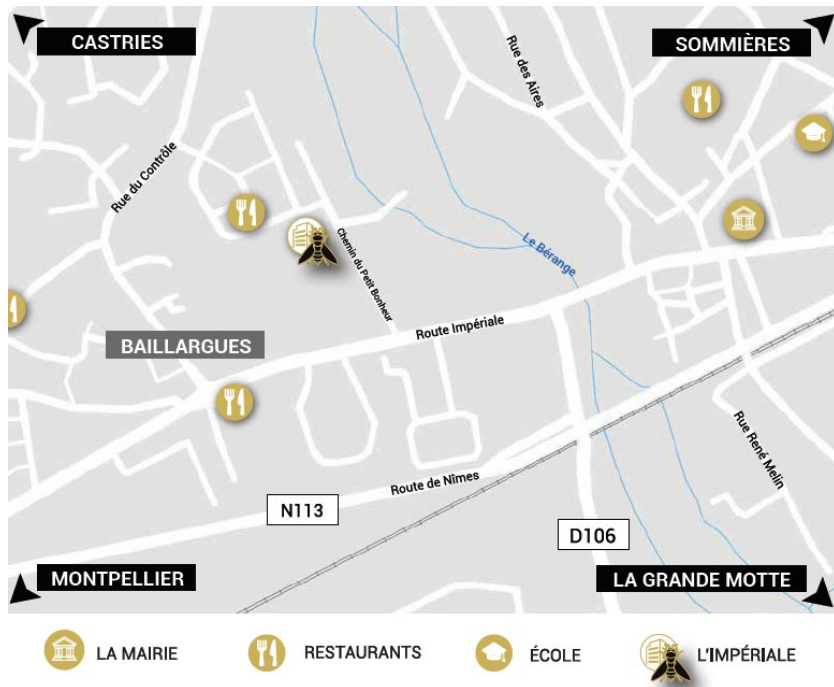 CASTRIES
SOMMIÈRES
Rue des Aires
Rue du Contrôle
Chemin du Petit Bonheur
Le Bérange
Route Impériale
BAILLARGUES
Rue René Melin
Route de Nîmes
N113
D106
MONTPELLIER
LA GRANDE MOTTE
LA MAIRIE
RESTAURANTS
ÉCOLE
L'IMPÉRIALE